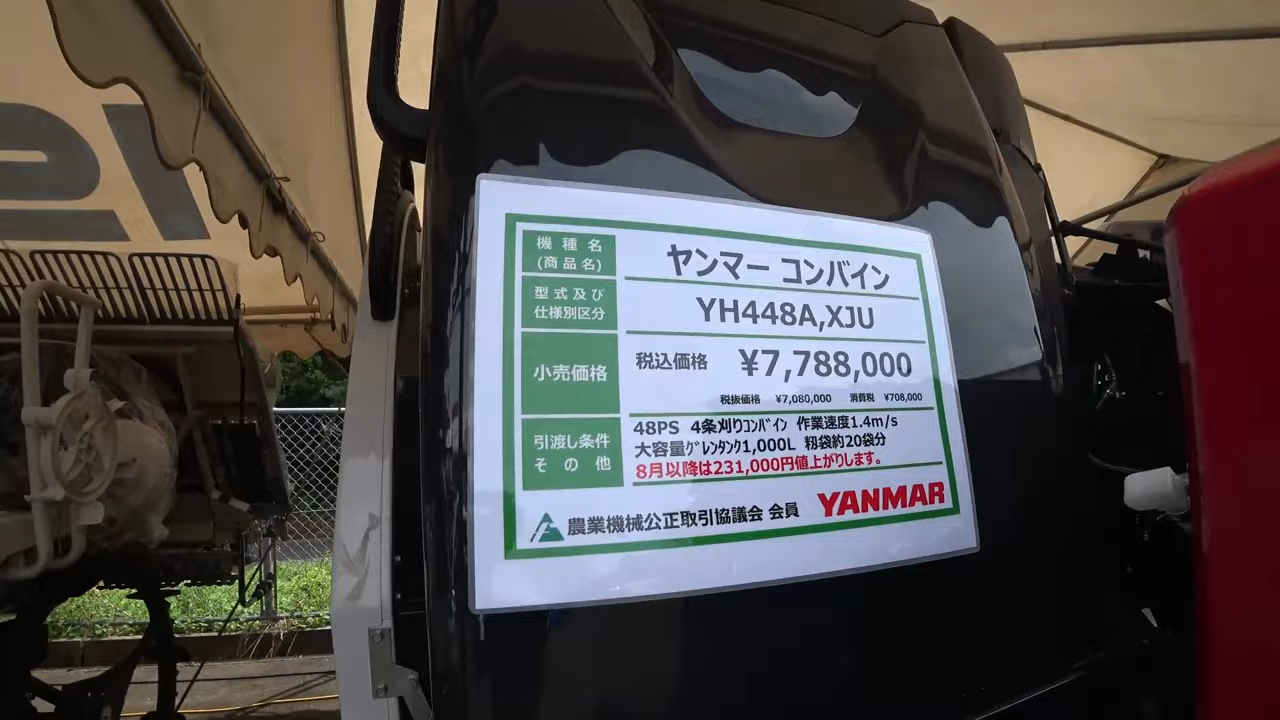 機種名
(商品名)
ヤンマー コンバイン
型式及び
仕様別区分
YH448A,XJU
小売価格
税込価格 ¥7,788,000
税抜価格 ¥7,080,000 消費税 ¥708,000
引渡し条件
その他
48PS 4条刈りｺﾝﾊﾞｲﾝ 作業速度1.4m/s
大容量ｸﾞﾚﾝﾀﾝｸ1,000L 籾袋約20袋分
8月以降は231,000円値上がりします。
農業機械公正取引協議会 会員
YANMAR